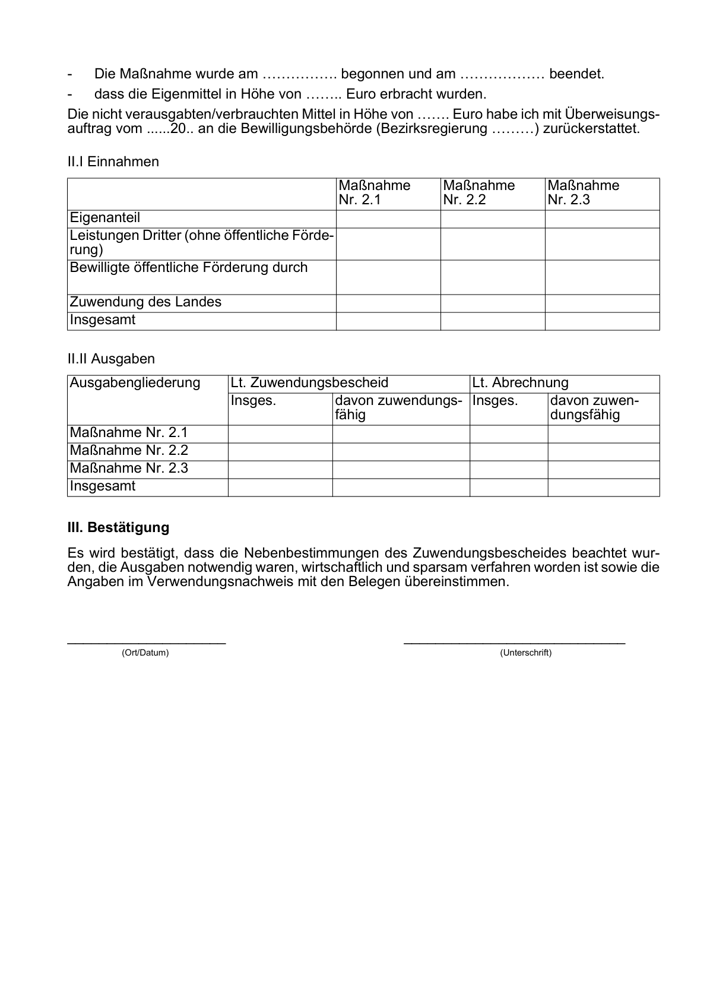 - Die Maßnahme wurde am ……………. begonnen und am ……………… beendet.
- dass die Eigenmittel in Höhe von …….. Euro erbracht wurden.
Die nicht verausgabten/verbrauchten Mittel in Höhe von ……. Euro habe ich mit Überweisungs-
auftrag vom ......20.. an die Bewilligungsbehörde (Bezirksregierung ………) zurückerstattet.
II.I Einnahmen
Maßnahme Maßnahme Maßnahme
Nr. 2.1 Nr. 2.2 Nr. 2.3
Eigenanteil
Leistungen Dritter (ohne öffentliche Förde-
rung)
Bewilligte öffentliche Förderung durch
Zuwendung des Landes
Insgesamt
II.II Ausgaben
Ausgabengliederung Lt. Zuwendungsbescheid Lt. Abrechnung
Insges. davon zuwendungs- Insges. davon zuwen-
fähig dungsfähig
Maßnahme Nr. 2.1
Maßnahme Nr. 2.2
Maßnahme Nr. 2.3
Insgesamt
III. Bestätigung
Es wird bestätigt, dass die Nebenbestimmungen des Zuwendungsbescheides beachtet wur-
den, die Ausgaben notwendig waren, wirtschaftlich und sparsam verfahren worden ist sowie die
Angaben im Verwendungsnachweis mit den Belegen übereinstimmen.
(Ort/Datum) (Unterschrift)